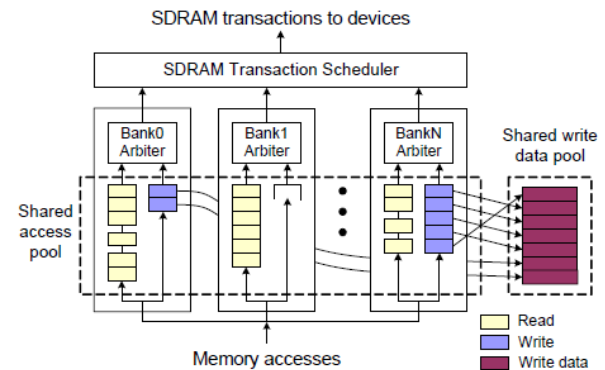 SDRAM transactions to devices
SDRAM Transaction Scheduler
Bank0
Arbiter
Bank1
Arbiter
BankN
Arbiter
Shared write
data pool
Shared
access
pool
Read
Write
Write data
Memory accesses